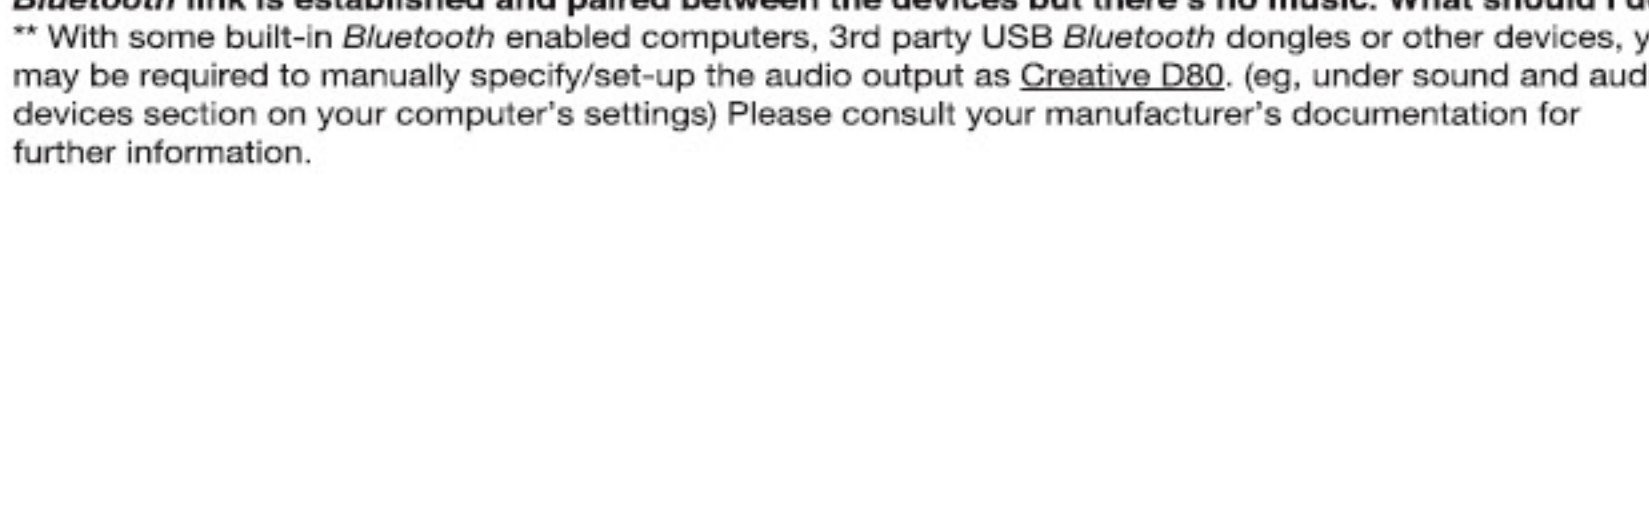 Bluetooth link is established and paired between the devices but there's no music. What should I
** With some built-in Bluetooth enabled computers, 3rd party USB Bluetooth dongles or other devices,
may be required to manually specify/set-up the audio output as Creative D80. (eg, under sound and
devices section on your computer's settings) Please consult your manufacturer's documentation for
further information.